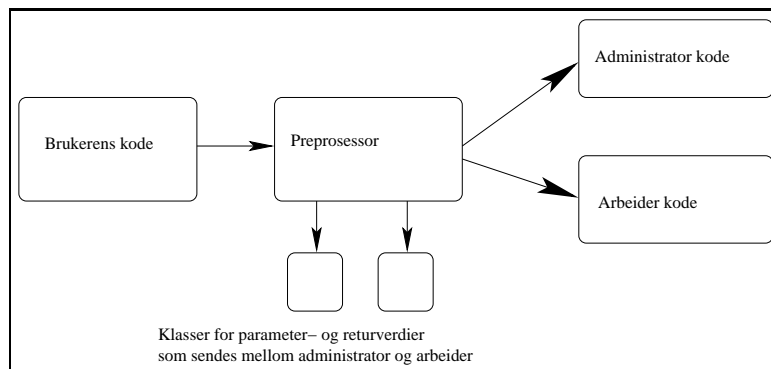 Administrator kode
Brukerens kode
Preprosessor
Arbeider kode
Klasser for parameter– og returverdier
som sendes mellom administrator og arbeider